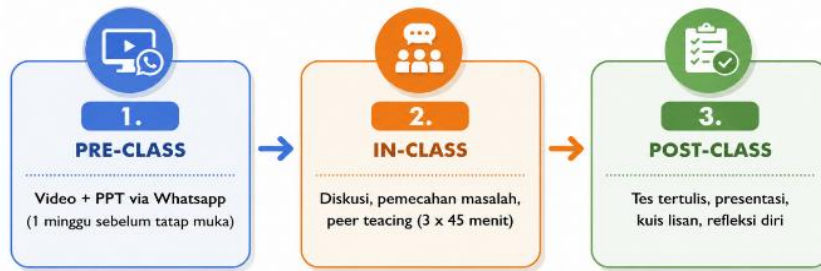 1.
PRE-CLASS
Video + PPT via Whatsapp
(1 minggu sebelum tatap muka)
2.
IN-CLASS
Diskusi, pemecahan masalah,
peer teacing (3 x 45 menit)
3.
POST-CLASS
Tes tertulis, presentasi,
kuis lisan, refleksi diri